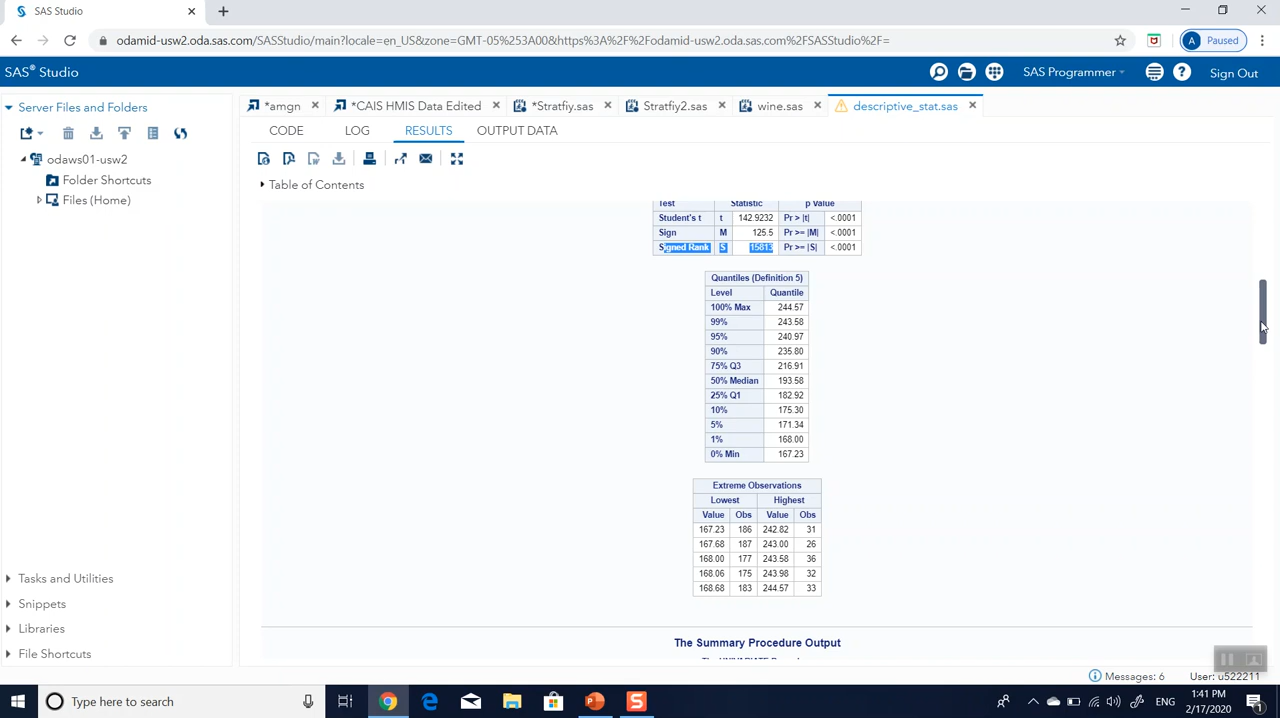 SAS Studio
odamid-usw2.oda.sas.com/SASStudio/main?locale=en_US&zone=GMT-05%253A00&https%3A%2F%2Fodamid-usw2.oda.sas.com%2FSASStudio%2F=
A Paused
SAS® Studio
SAS Programmer
Sign Out
Server Files and Folders
odaws01-usw2
Folder Shortcuts
Files (Home)
Tasks and Utilities
Snippets
Libraries
File Shortcuts
*amgn
*CAIS HMIS Data Edited
*Stratfiy.sas
Stratfiy2.sas
wine.sas
descriptive_stat.sas
CODE LOG RESULTS OUTPUT DATA
Table of Contents
Test Statistic p Value
Student's t t 142.9232 Pr > |t| <.0001
Sign M 125.5 Pr >= |M| <.0001
Signed Rank S 15813 Pr >= |S| <.0001
Quantiles (Definition 5)
Level Quantile
100% Max 244.57
99% 243.58
95% 240.97
90% 235.80
75% Q3 216.91
50% Median 193.58
25% Q1 182.92
10% 175.30
5% 171.34
1% 168.00
0% Min 167.23
Extreme Observations
Lowest Highest
Value Obs Value Obs
167.23 186 242.82 31
167.68 187 243.00 26
168.00 177 243.58 36
168.06 175 243.98 32
168.68 183 244.57 33
The Summary Procedure Output
Messages: 6 User: u522211
Type here to search
ENG
1:41 PM
2/17/2020